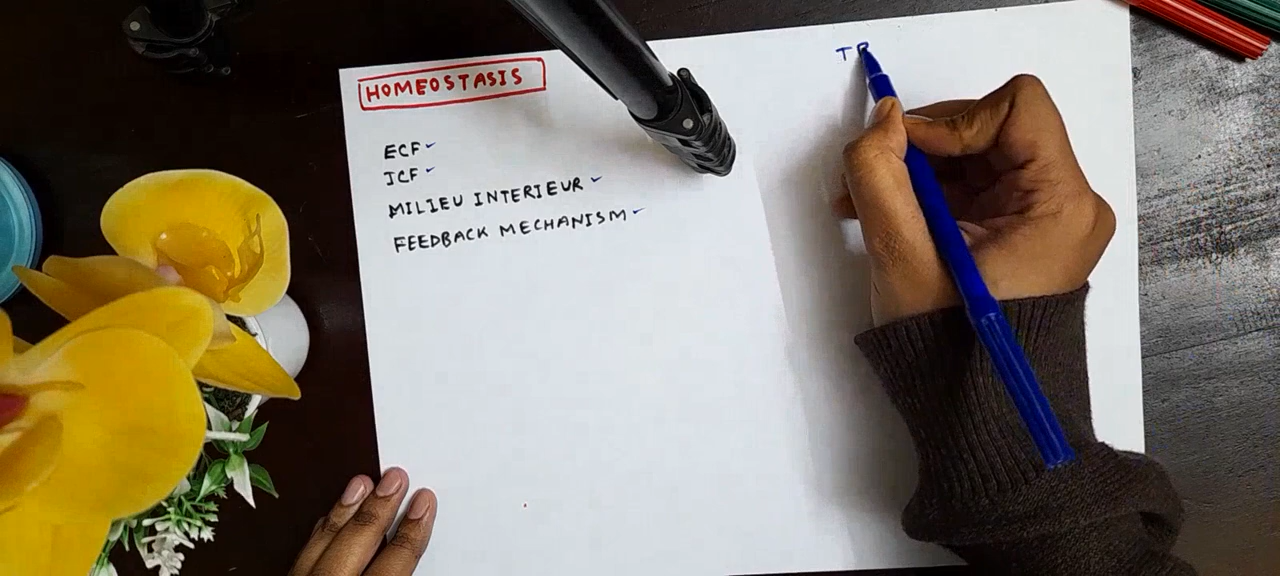 HOMEOSTASIS
ECF
ICF
MILIEU INTERIEUR
FEEDBACK MECHANISM